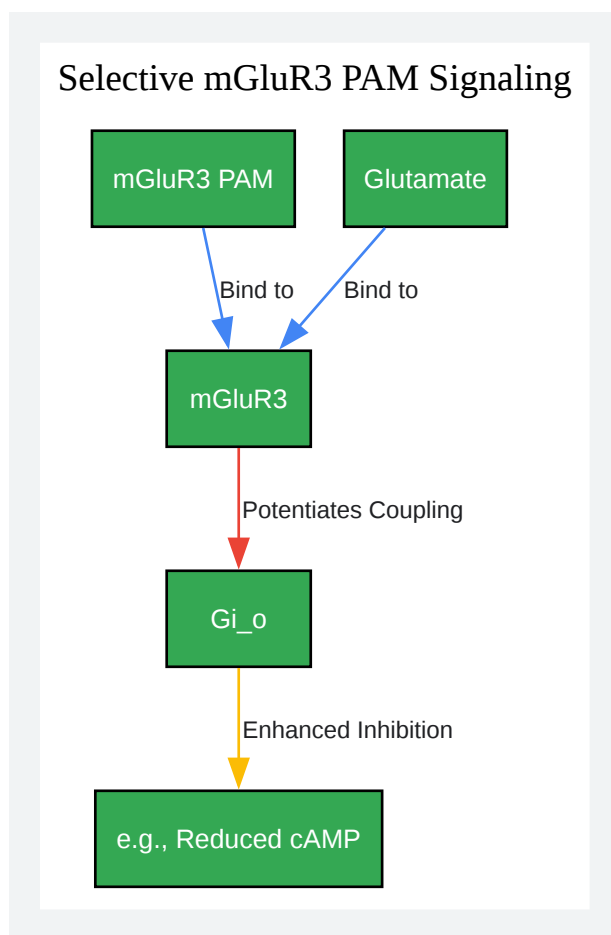 Selective mGluR3 PAM Signaling
mGluR3 PAM
Glutamate
Bind to
Bind to
mGluR3
Potentiates Coupling
Gi_o
Enhanced Inhibition
e.g., Reduced cAMP